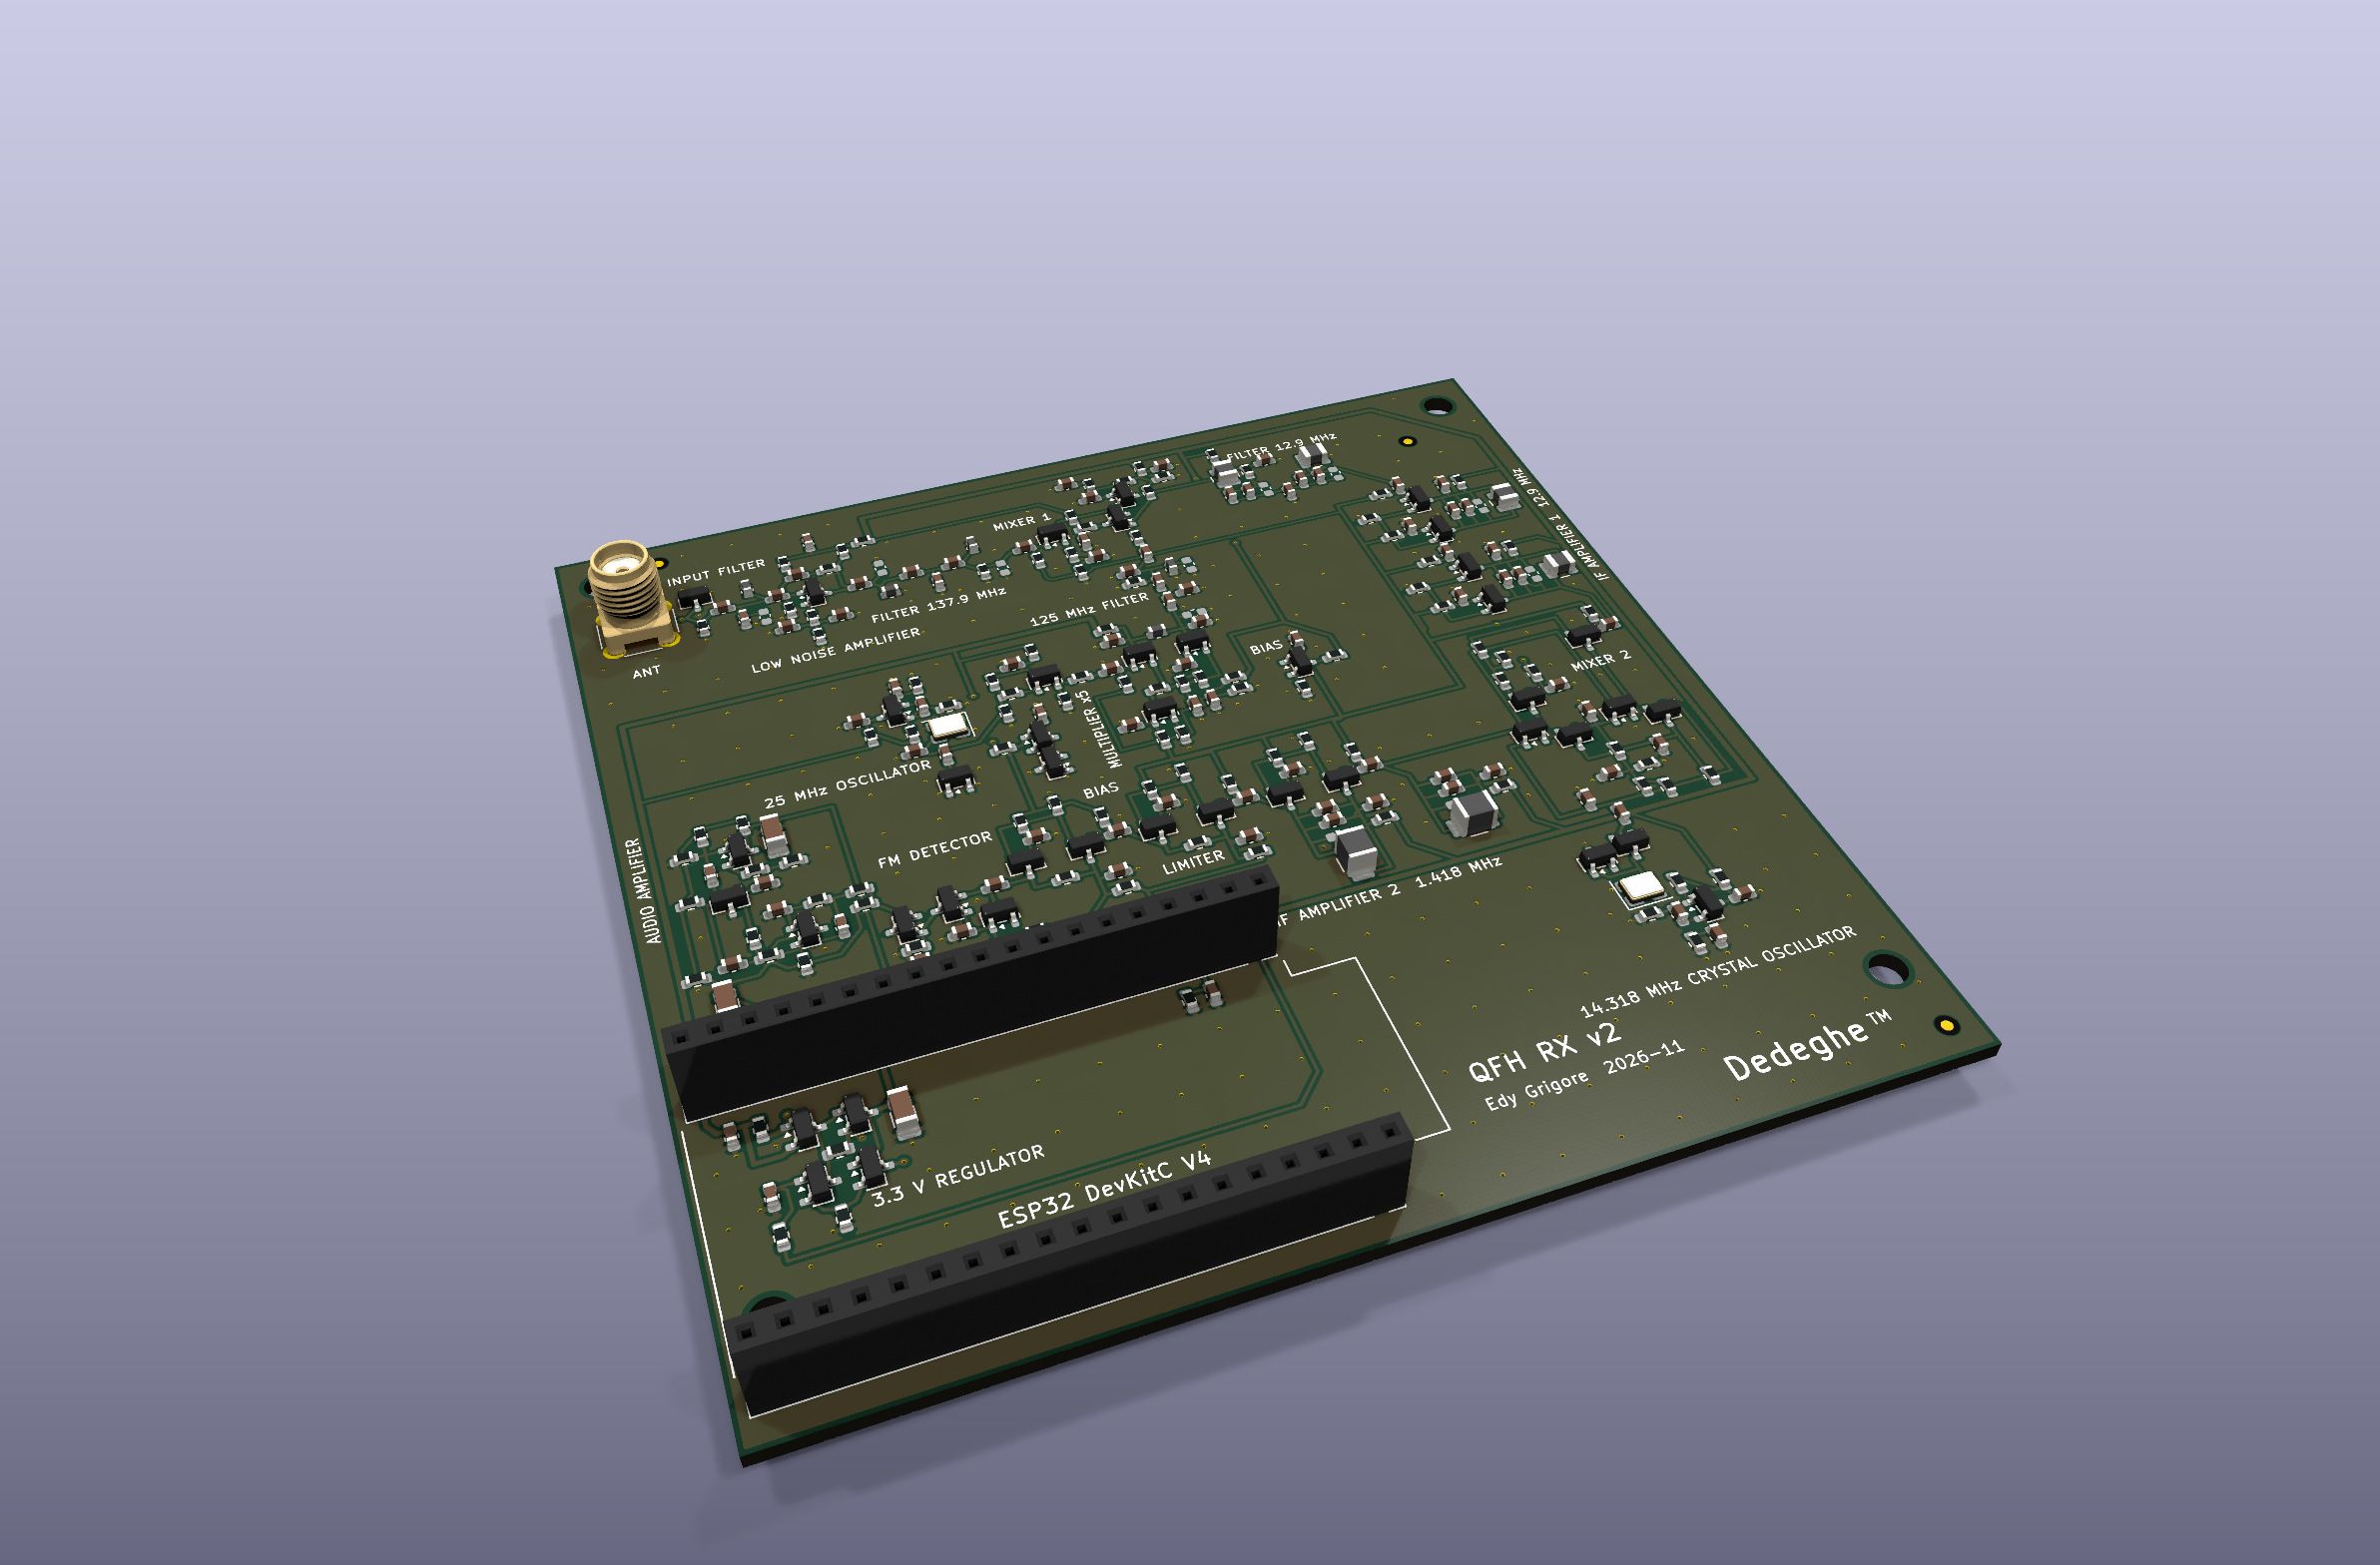 FILTER 12.9 MHz
IF AMPLIFIER 1 12.9 MHz
MIXER 1
INPUT FILTER
FILTER 137.9 MHz
125 MHz FILTER
LOW NOISE AMPLIFIER
ANT
BIAS
MIXER 2
MULTIPLIER x5
25 MHz OSCILLATOR
BIAS
FM DETECTOR
LIMITER
AUDIO AMPLIFIER
IF AMPLIFIER 2 1.418 MHz
14.318 MHz CRYSTAL OSCILLATOR
QFH RX v2
Edy Grigore 2026-11
Dedeghe™
3.3 V REGULATOR
ESP32 DevKitC V4